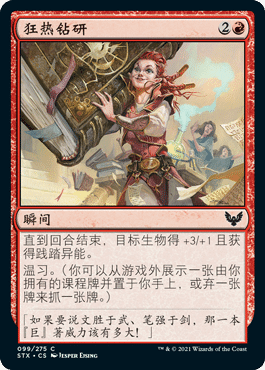 狂热钻研 2
瞬间
直到回合结束，目标生物得+3/+1且获
得践踏异能。
温习。（你可以从游戏外展示一张由你
拥有的课程牌并置于你手上，或弃一张
牌来抓一张牌。）
「如果要说文胜于武、笔强于剑，那一本
『巨』著威力该有多大！」
099/275 C
STX • CS JESPER EJSING
™ & © 2021 Wizards of the Coast